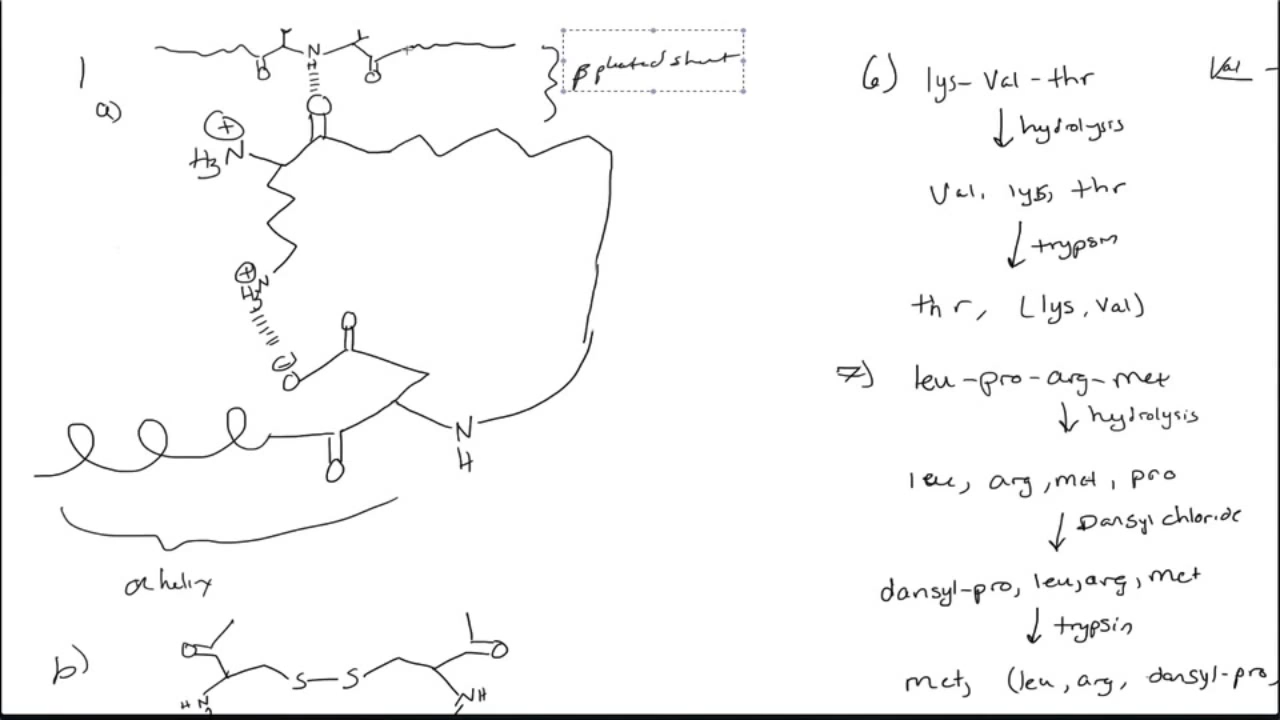 1
a)
N
H
O
O
β pleated sheet
O
⊕
H3N
⊕
H3N
O
⊖
O
O
N
H
α helix
b)
O
S—S
O
HN
NH
6) lys-Val-thr
↓ hydrolysis
Val, lys, thr
↓ trypsin
thr, (lys, val)
Val -
7) leu-pro-arg-met
↓ hydrolysis
leu, arg, met, pro
↓ Dansyl chloride
dansyl-pro, leu, arg, met
↓ trypsin
met, (leu, arg, dansyl-pro,